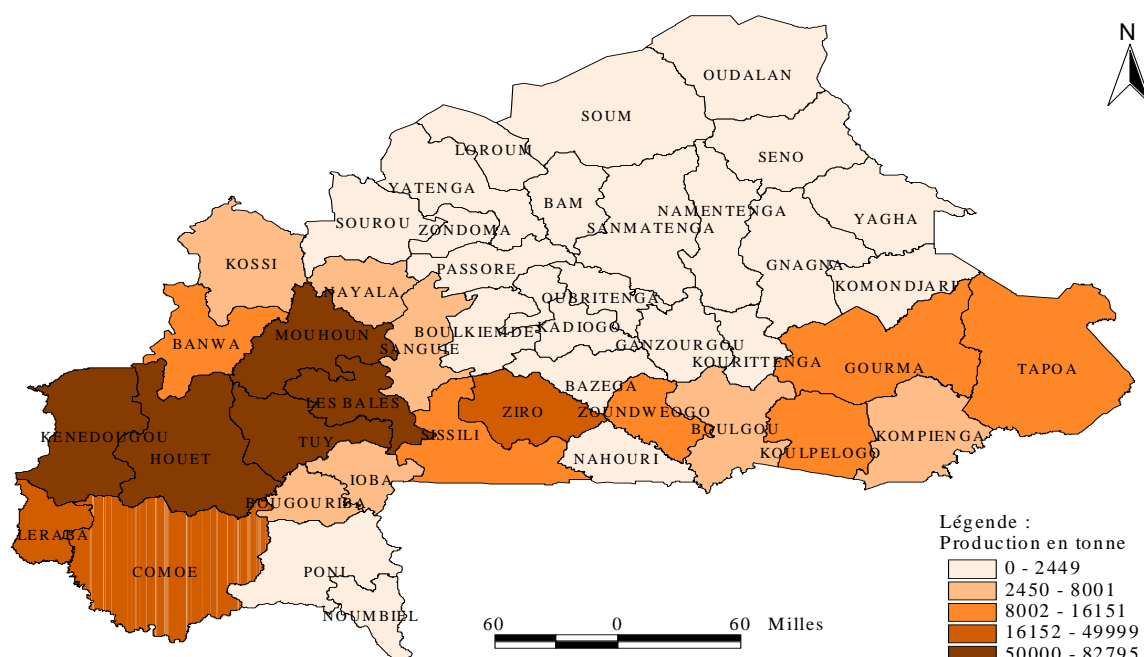 N
OUDALAN
SOUM
LOROUM
SENO
YATENGA
BAM
SANMATENGA
NAMENTENGA
YAGHA
SOUROU
ZONDOMA
KOSSI
PASSORE
GNAGNA
KOMONDJARI
NAYALA
OUBRITENGA
BOULKIEMDE
KADIOGO
MOUHOUN
BANWA
SANGUIE
GANZOURGOU
KOURITTENGA
GOURMA
TAPOA
BAZEGA
LES BALES
ZIRO
ZOUNDWEOGO
BOULGOU
KENEDOUGOU
TUY
SISSILI
KOMPIENGA
HOUET
NAHOURI
KOULPELOGO
IOBA
BOUGOURIBA
LERABA
COMOE
PONI
NOUMBIEL
Légende :
Production en tonne
0 - 2449
2450 - 8001
8002 - 16151
16152 - 49999
50000 - 82795
60 0 60 Milles